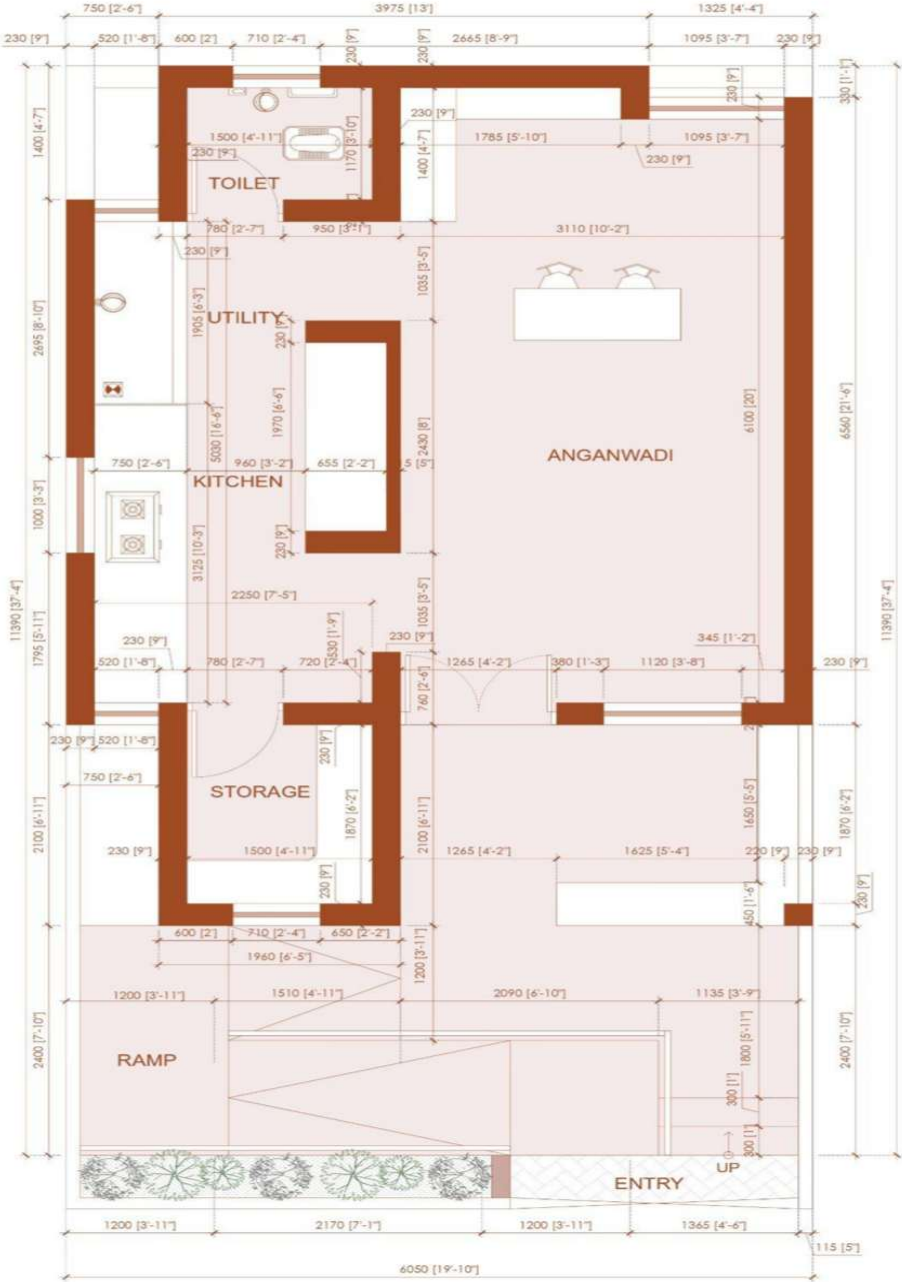 750 [2'-6"] 3975 [13'] 1325 [4'-4"]
230 [9"] 520 [1'-8"] 600 [2'] 710 [2'-4"] 230 [9"] 230 [9"] 2665 [8'-9"] 1095 [3'-7"] 230 [9"]
330 [1'-1"]
230 [9"]
1400 [4'-7"]
230 [9"]
1500 [4'-11"] 1170 [3'-10"] 1400 [4'-7"] 1785 [5'-10"] 1095 [3'-7"]
230 [9"] 230 [9"]
TOILET
780 [2'-7"] 950 [3'-1"] 3110 [10'-2"]
230 [9"]
1035 [3'-5"]
1905 [6'-3"]
UTILITY
230 [9"]
2695 [8'-10"]
1970 [6'-6"]
2430 [8']
6100 [20']
6560 [21'-6"]
5030 [16'-6"]
ANGANWADI
750 [2'-6"] 960 [3'-2"] 655 [2'-2"] 5 [5"]
KITCHEN
1000 [3'-3"]
230 [9"]
3125 [10'-3"]
2250 [7'-5"]
11390 [37'-4"]
11390 [37'-4"]
1795 [5'-11"]
1035 [3'-5"]
230 [9"] 530 [1'-9"] 230 [9"] 345 [1'-2"]
520 [1'-8"] 780 [2'-7"] 720 [2'-4"] 1265 [4'-2"] 380 [1'-3"] 1120 [3'-8"] 230 [9"]
760 [2'-6"]
230 [9"] 520 [1'-8"] 230 [9"]
750 [2'-6"]
STORAGE
1650 [5'-5"]
2100 [6'-11"] 1870 [6'-2"] 2100 [6'-11"] 1870 [6'-2"]
230 [9"] 1500 [4'-11"] 1265 [4'-2"] 1625 [5'-4"] 220 [9"] 230 [9"]
230 [9"] 450 [1'-6"] 230 [9"]
600 [2'] 710 [2'-4"] 650 [2'-2"]
1960 [6'-5"] 1200 [3'-11"]
1200 [3'-11"] 1510 [4'-11"] 2090 [6'-10"] 1135 [3'-9"]
2400 [7'-10"] 1800 [5'-11"] 2400 [7'-10"]
RAMP
300 [1']
300 [1']
UP
ENTRY
1200 [3'-11"] 2170 [7'-1"] 1200 [3'-11"] 1365 [4'-6"]
115 [5"]
6050 [19'-10"]